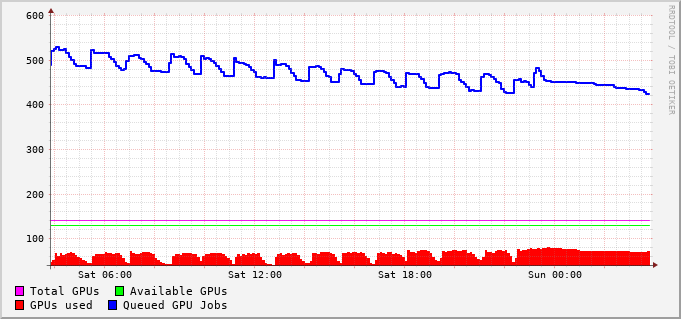 600
500
400
300
200
100
Sat 06:00 Sat 12:00 Sat 18:00 Sun 00:00
Total GPUs Available GPUs
GPUs used Queued GPU Jobs
RRDTOOL / TOBI OETIKER